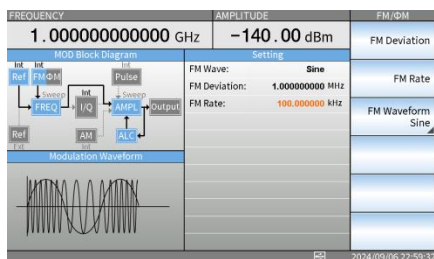 FREQUENCY
AMPLITUDE
FM/ΦM
1.000000000000 GHz
-140.00 dBm
MOD Block Diagram
Int
Int
Int
Ref
FM
ΦM
Pulse
Sweep
Int
Sweep
FREQ
I/Q
AMPL
Output
Ref
AM
ALC
Ext
Int
Modulation Waveform
Setting
FM Wave: Sine
FM Deviation: 1.000000000 MHz
FM Rate: 100.000000 kHz
FM Deviation
FM Rate
FM Waveform
Sine
2024/09/06 22:59:32